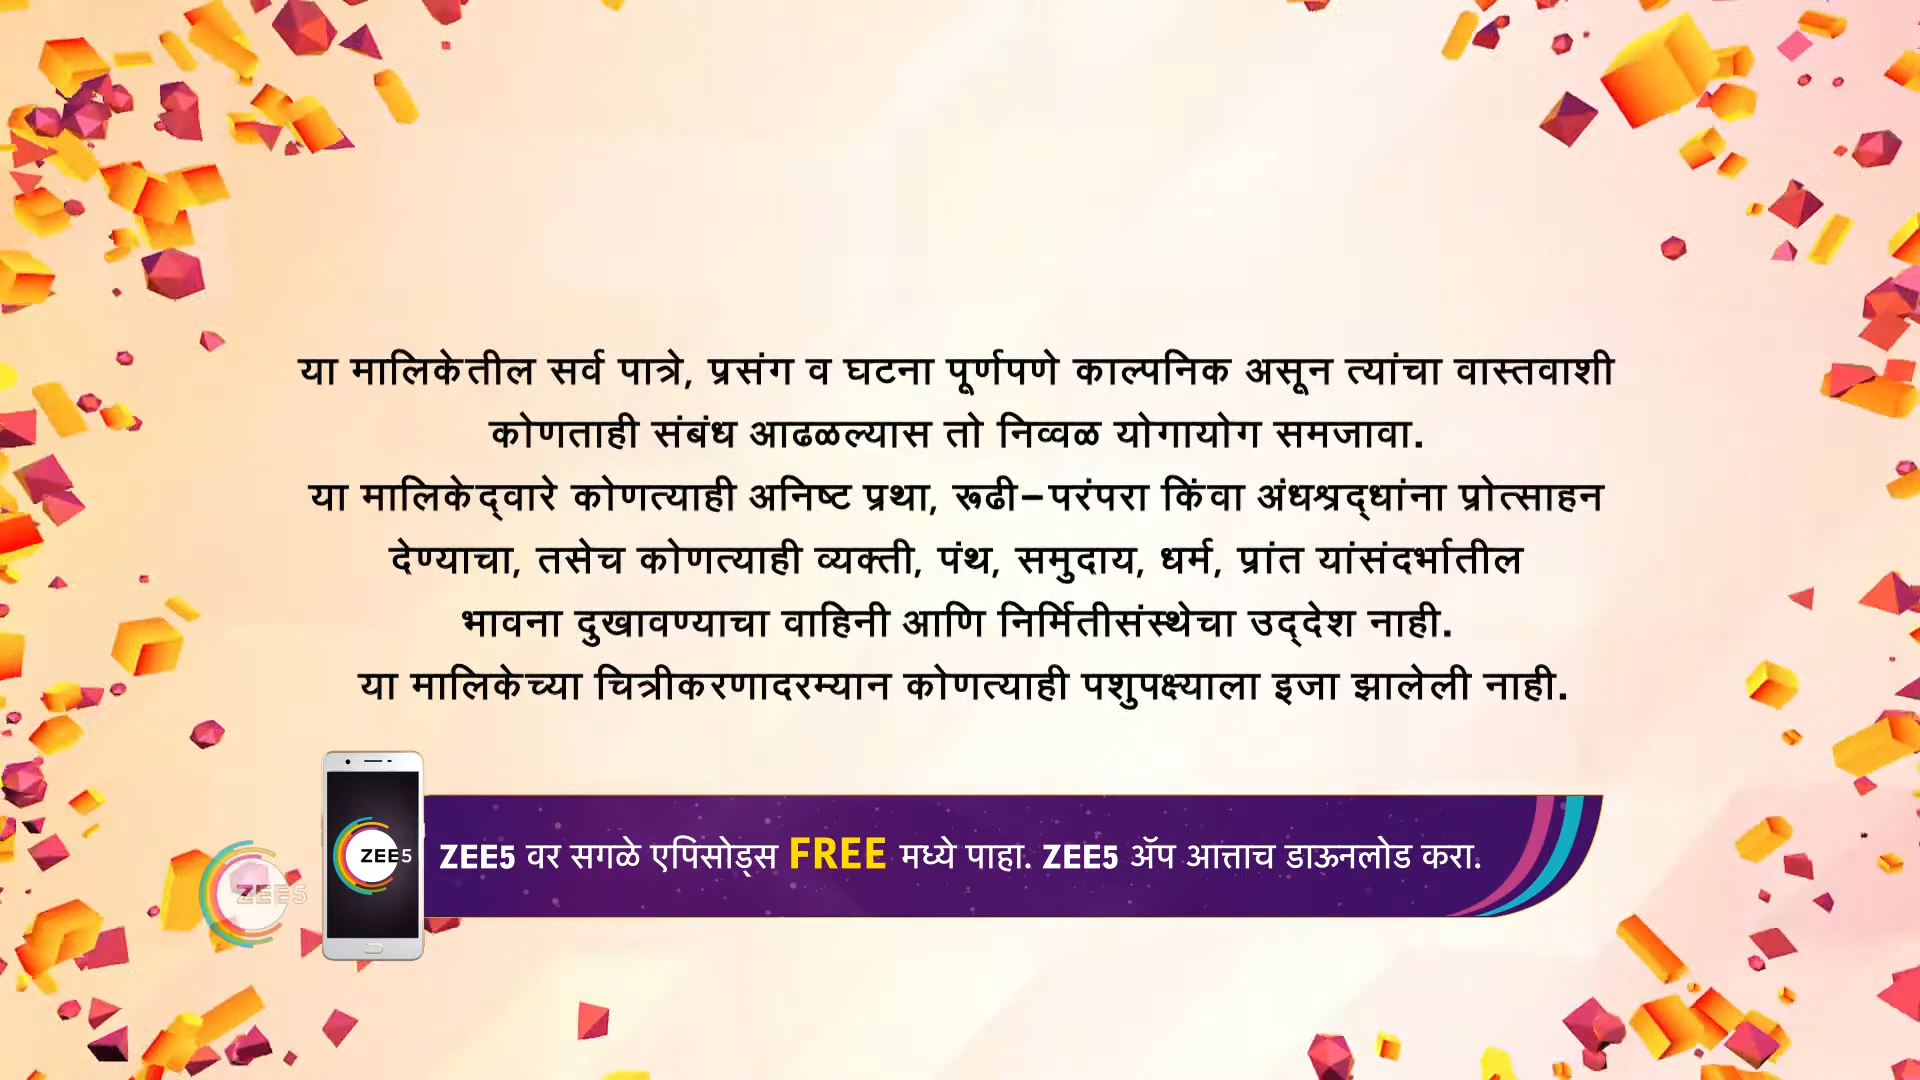 या मालिकेतील सर्व पात्रे, प्रसंग व घटना पूर्णपणे काल्पनिक असून त्यांचा वास्तवाशी
कोणताही संबंध आढळल्यास तो निव्वळ योगायोग समजावा.
या मालिकेद्वारे कोणत्याही अनिष्ट प्रथा, रूढी–परंपरा किंवा अंधश्रद्धांना प्रोत्साहन
देण्याचा, तसेच कोणत्याही व्यक्ती, पंथ, समुदाय, धर्म, प्रांत यांसंदर्भातील
भावना दुखावण्याचा वाहिनी आणि निर्मितीसंस्थेचा उद्देश नाही.
या मालिकेच्या चित्रीकरणादरम्यान कोणत्याही पशुपक्ष्याला इजा झालेली नाही.
ZEE5
ZEE5 वर सगळे एपिसोड्स FREE मध्ये पाहा. ZEE5 ॲप आत्ताच डाऊनलोड करा.
ZEE5